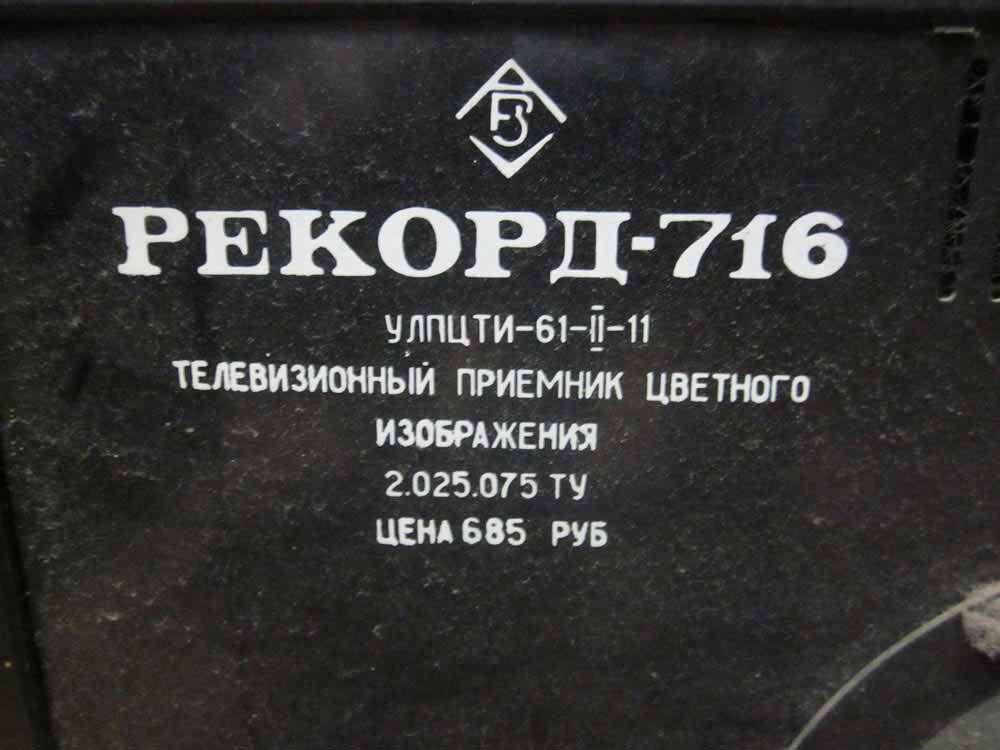 РЕКОРД-716
УЛПЦТИ-61-II-11
ТЕЛЕВИЗИОННЫЙ ПРИЕМНИК ЦВЕТНОГО
ИЗОБРАЖЕНИЯ
2.025.075 ТУ
ЦЕНА 685 РУБ